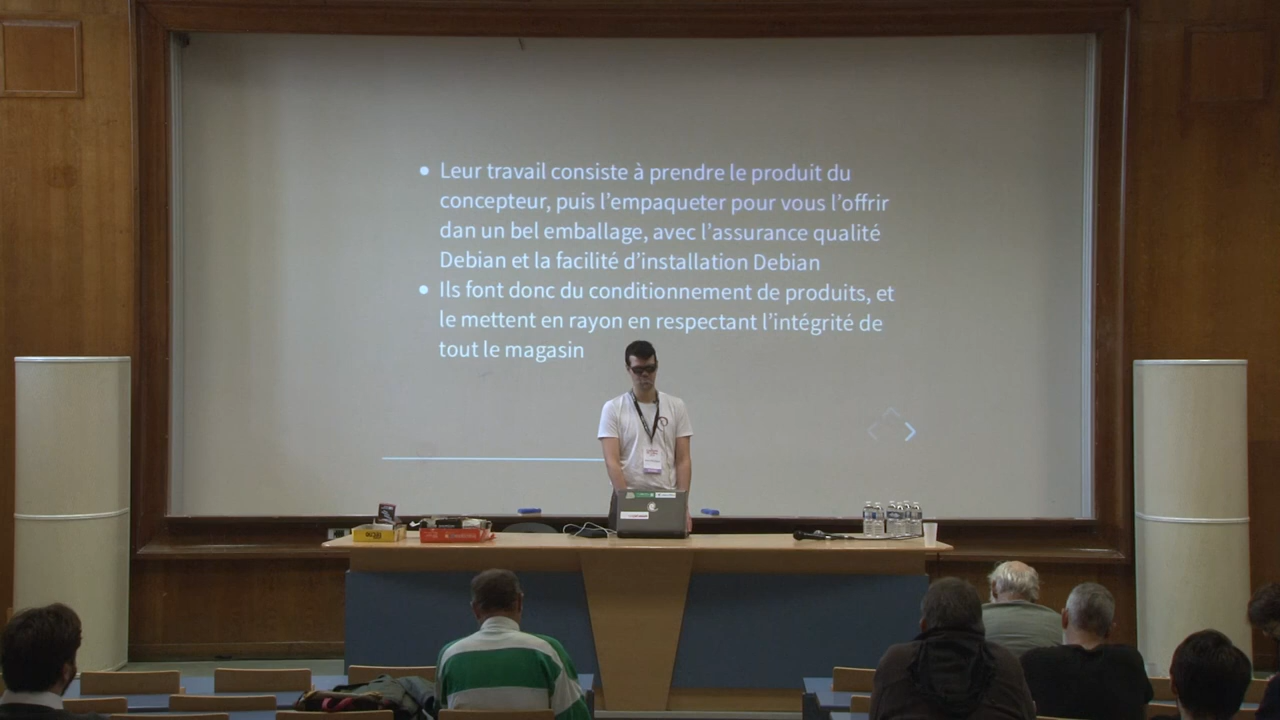 Leur travail consiste à prendre le produit du
concepteur, puis l'empaqueter pour vous l'offrir
dan un bel emballage, avec l'assurance qualité
Debian et la facilité d'installation Debian
Ils font donc du conditionnement de produits, et
le mettent en rayon en respectant l'intégrité de
tout le magasin